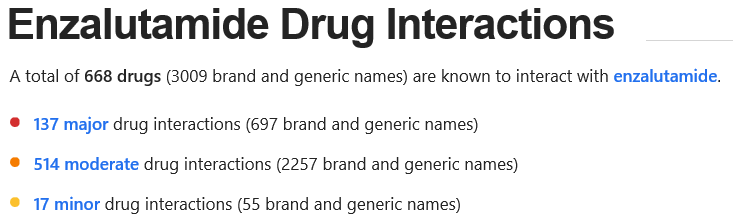 Enzalutamide Drug Interactions
A total of 668 drugs (3009 brand and generic names) are known to interact with enzalutamide.
137 major drug interactions (697 brand and generic names)
514 moderate drug interactions (2257 brand and generic names)
17 minor drug interactions (55 brand and generic names)